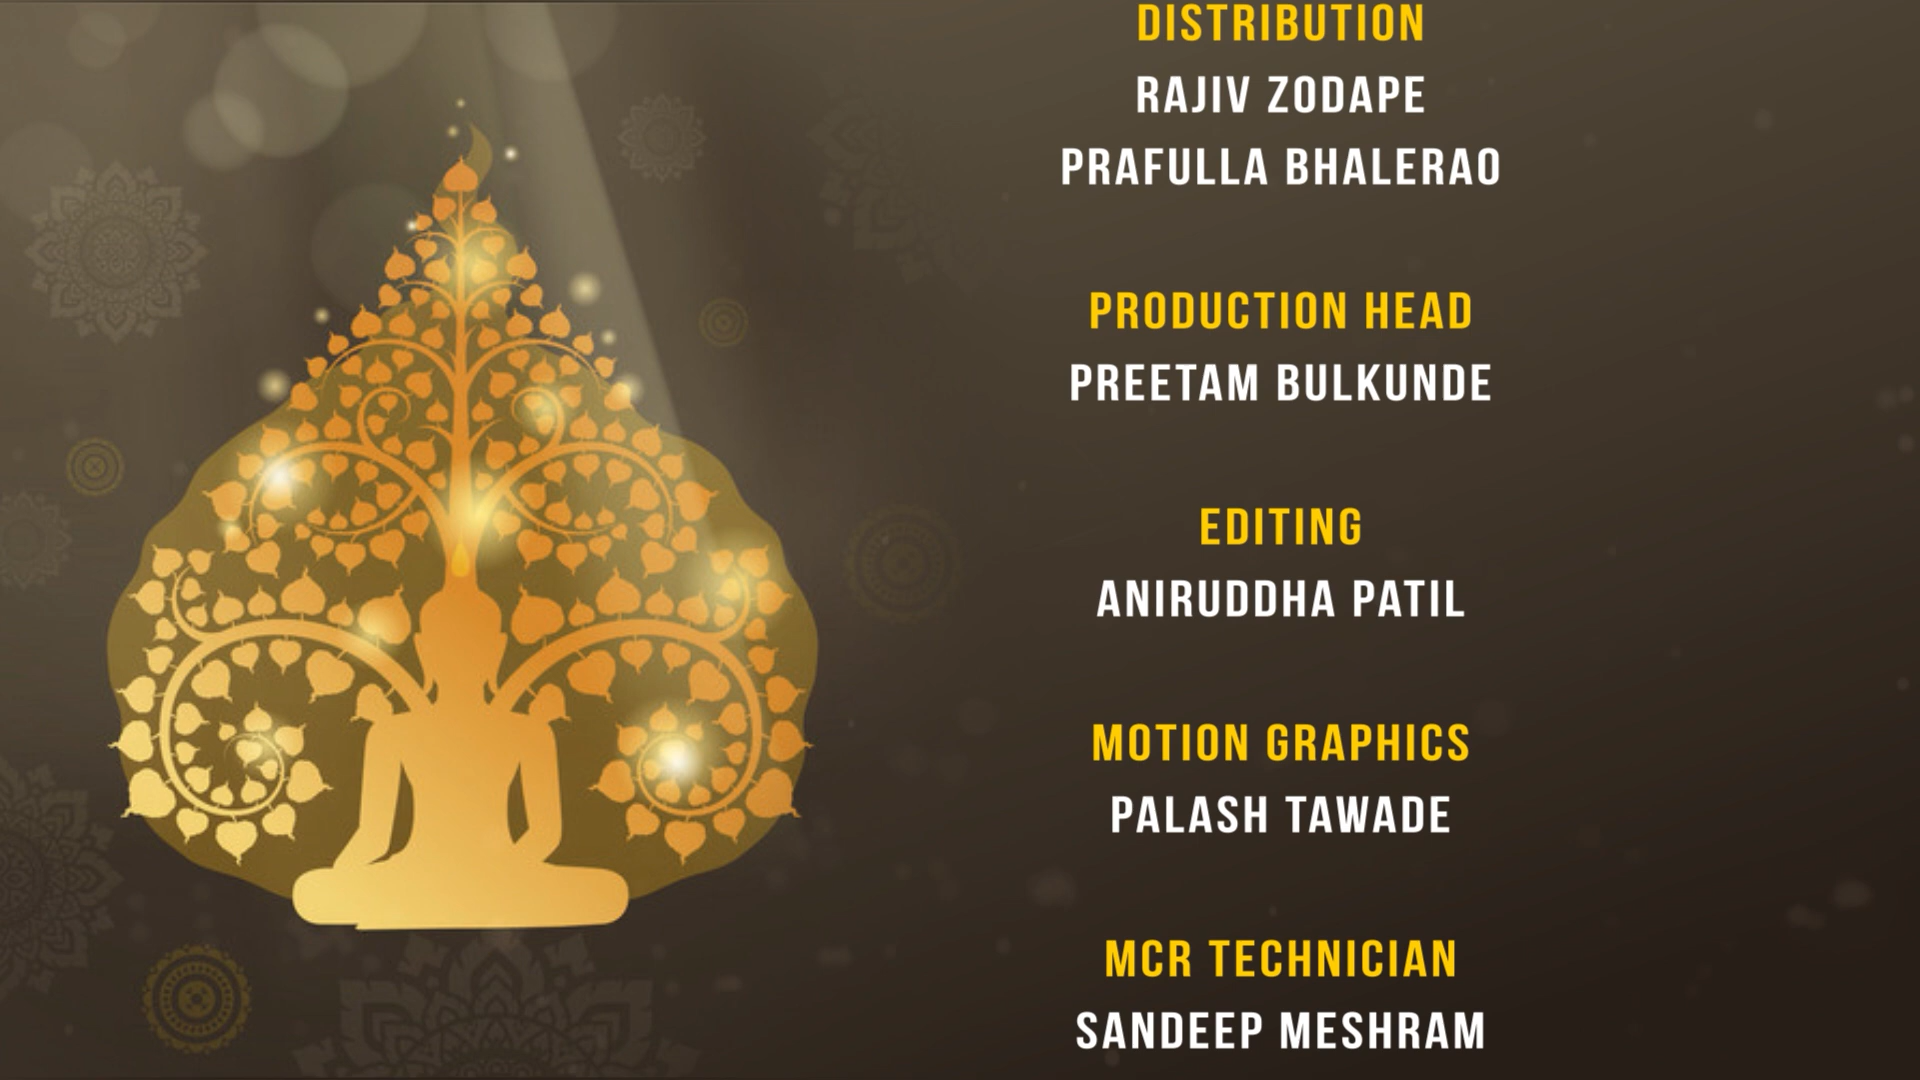 DISTRIBUTION
RAJIV ZODAPE
PRAFULLA BHALERAO
PRODUCTION HEAD
PREETAM BULKUNDE
EDITING
ANIRUDDHA PATIL
MOTION GRAPHICS
PALASH TAWADE
MCR TECHNICIAN
SANDEEP MESHRAM